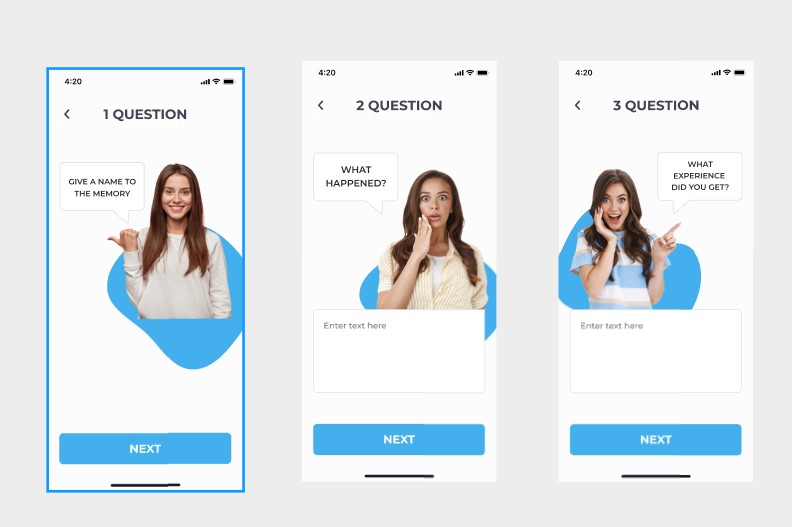 4:20
1 QUESTION
GIVE A NAME TO
THE MEMORY
NEXT
4:20
2 QUESTION
WHAT
HAPPENED?
Enter text here
NEXT
4:20
3 QUESTION
WHAT
EXPERIENCE
DID YOU GET?
Enter text here
NEXT